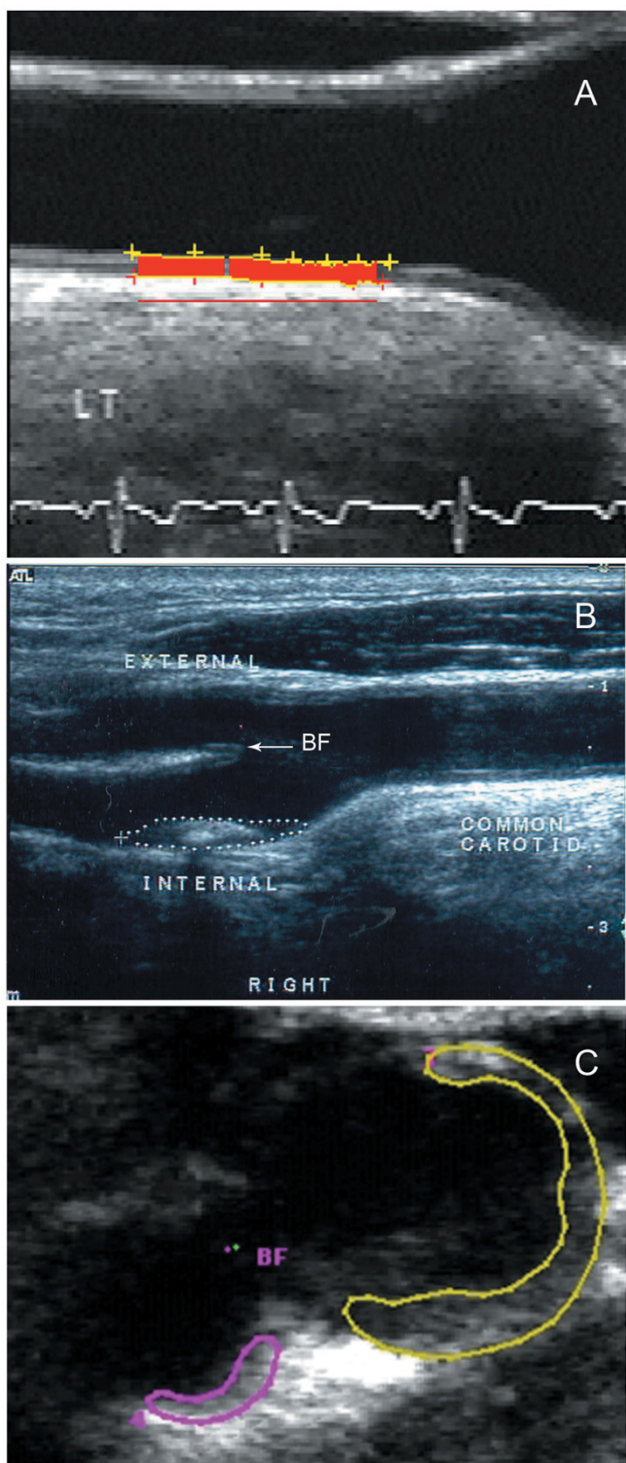 A
LT
ATL
B
EXTERNAL
-1
BF
COMMON
CAROTID
INTERNAL
-3
RIGHT
m
C
BF